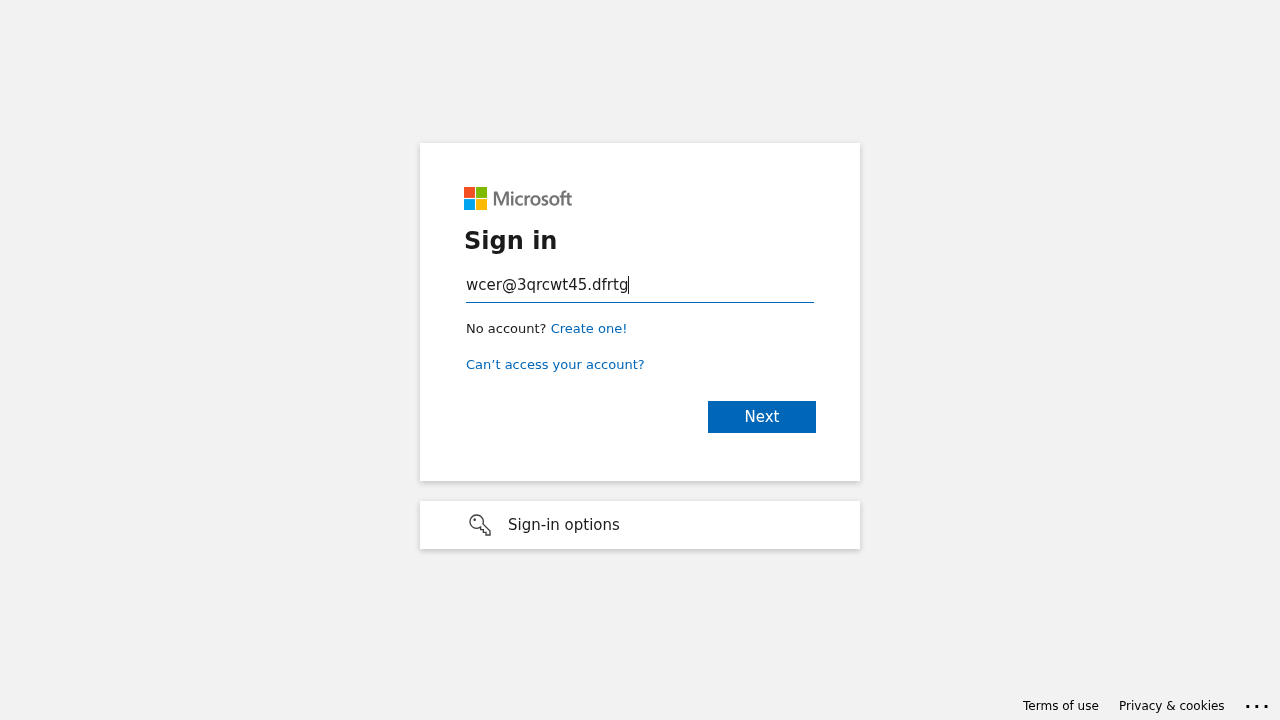 Microsoft
Sign in
wcer@3qrcwt45.dfrtg
No account? Create one!
Can’t access your account?
Next
Sign-in options
Terms of use Privacy & cookies ...